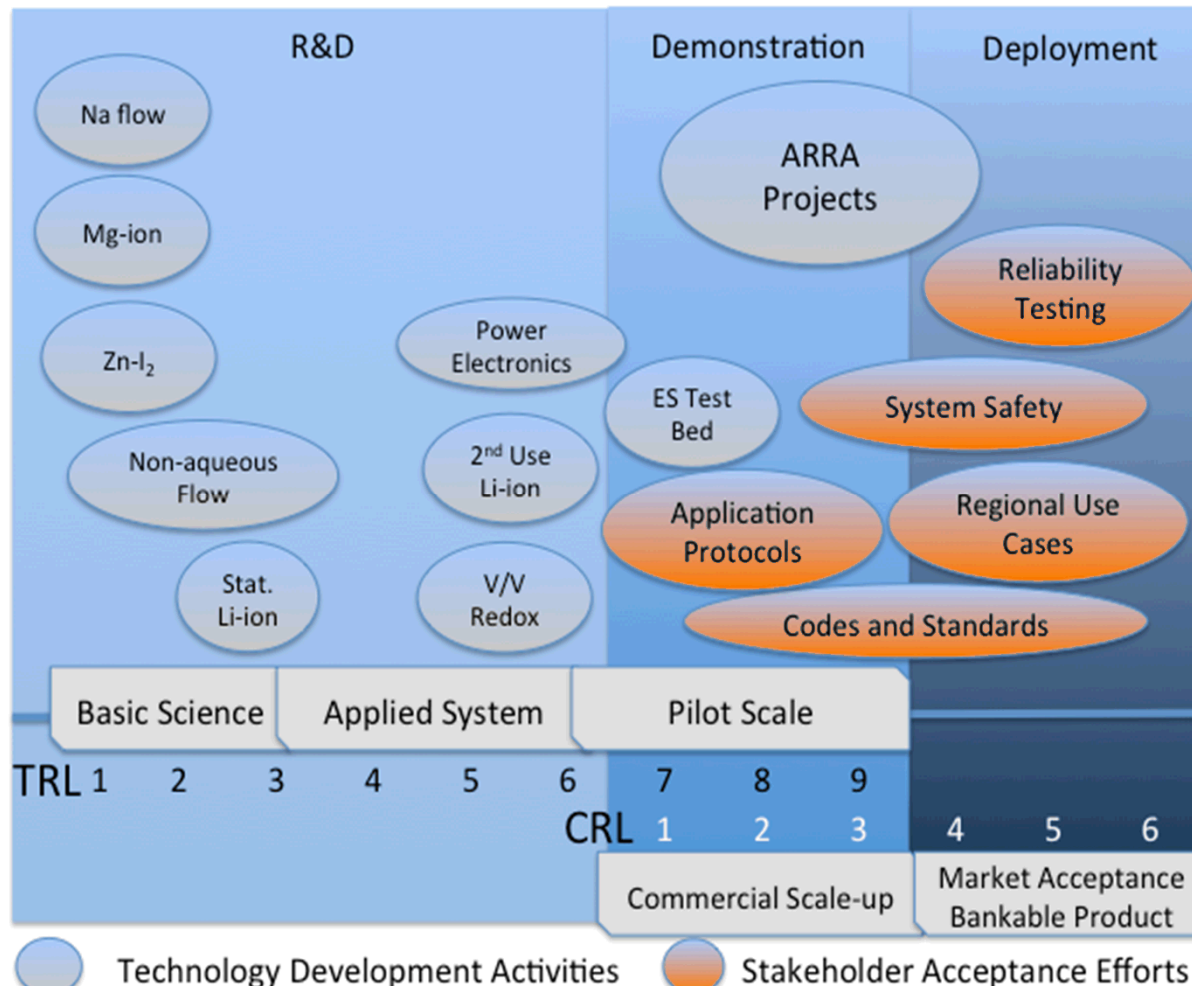 R&D
Demonstration
Deployment
Na flow
Mg-ion
Zn-I₂
Non-aqueous
Flow
Stat.
Li-ion
Power
Electronics
2ⁿᵈ Use
Li-ion
V/V
Redox
ARRA
Projects
ES Test
Bed
Application
Protocols
Reliability
Testing
System Safety
Regional Use
Cases
Codes and Standards
Basic Science
Applied System
Pilot Scale
TRL 1 2 3 4 5 6 7 8 9
CRL 1 2 3 4 5 6
Commercial Scale-up
Market Acceptance
Bankable Product
Technology Development Activities
Stakeholder Acceptance Efforts